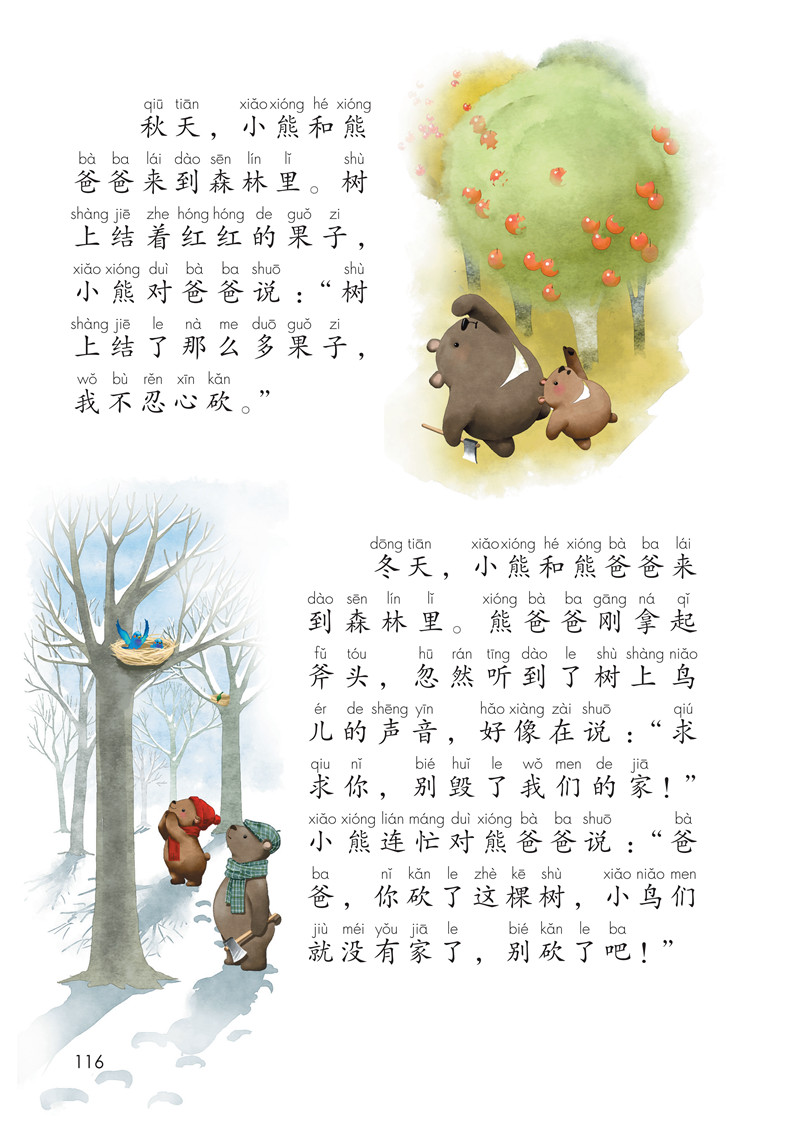 qiū tiān xiǎo xióng hé xióng
秋天，小熊和熊
bà ba lái dào sēn lín lǐ shù
爸爸来到森林里。树
shàng jiē zhe hóng hóng de guǒ zi
上结着红红的果子，
xiǎo xióng duì bà ba shuō shù
小熊对爸爸说：“树
shàng jiē le nà me duō guǒ zi
上结了那么多果子，
wǒ bù rěn xīn kǎn
我不忍心砍。”
dōng tiān xiǎo xióng hé xióng bà ba lái
冬天，小熊和熊爸爸来
dào sēn lín lǐ xióng bà ba gāng ná qǐ
到森林里。熊爸爸刚拿起
fǔ tóu hū rán tīng dào le shù shàng niǎo
斧头，忽然听到了树上鸟
ér de shēng yīn hǎo xiàng zài shuō qiú
儿的声音，好像在说：“求
qiu nǐ bié huǐ le wǒ men de jiā
求你，别毁了我们的家！”
xiǎo xióng lián máng duì xióng bà ba shuō bà
小熊连忙对熊爸爸说：“爸
ba nǐ kǎn le zhè kē shù xiǎo niǎo men
爸，你砍了这棵树，小鸟们
jiù méi yǒu jiā le bié kǎn le ba
就没有家了，别砍了吧！”
116